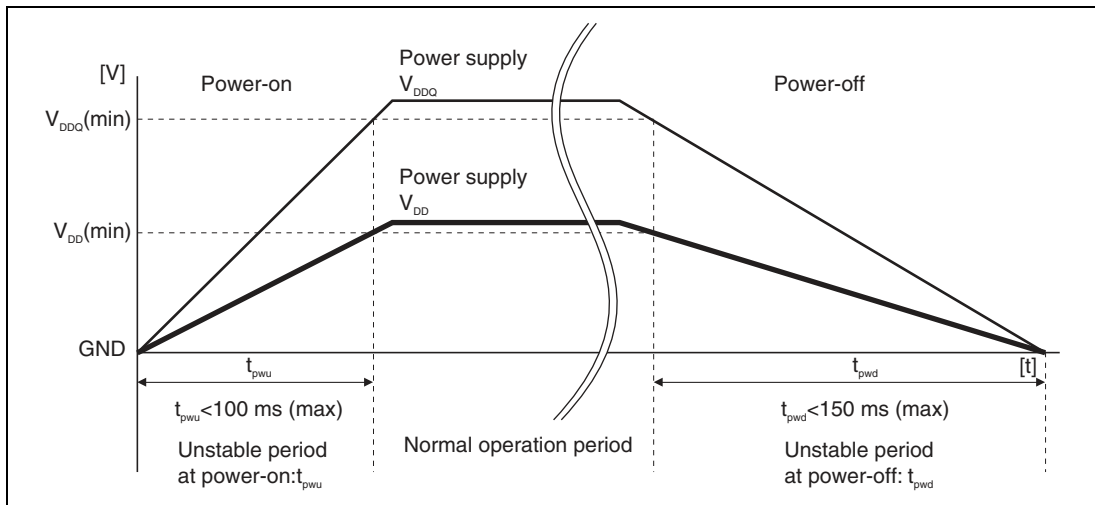 [V]
Power-on
Power supply
VDDQ
Power-off
VDDQ(min)
Power supply
VDD
VDD(min)
GND
tpwu
tpwd
[t]
tpwu<100 ms (max)
tpwd<150 ms (max)
Unstable period
at power-on:tpwu
Normal operation period
Unstable period
at power-off: tpwd